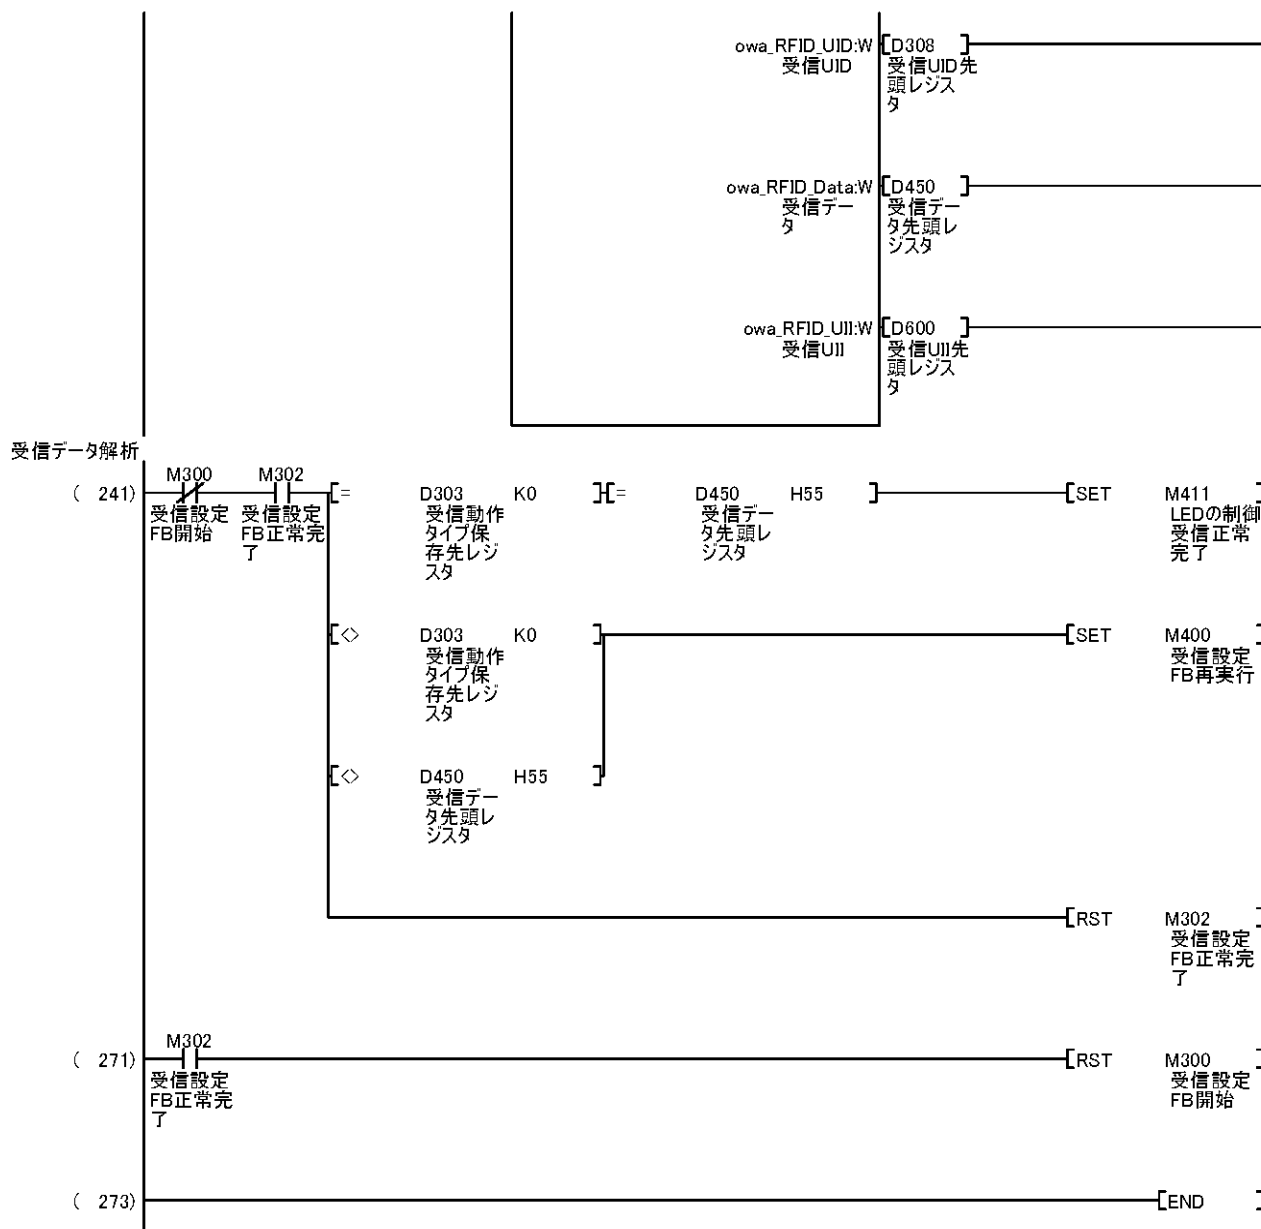 owa_RFID_UID:W [D308 ]
受信UID 受信UID先
頭レジス
タ
owa_RFID_Data:W [D450 ]
受信デー 受信デー
タ タ先頭レ
ジスタ
owa_RFID_UII:W [D600 ]
受信UII 受信UII先
頭レジス
タ
受信データ解析
M300 M302
( 241) [= D303 K0 ] [= D450 H55 ] [SET M411 ]
受信設定 受信設定 受信動作 受信デー LEDの制御
FB開始 FB正常完 タイプ保 タ先頭レ 受信正常
了 存先レジ ジスタ 完了
スタ
[<> D303 K0 ] [SET M400 ]
受信動作 受信設定
タイプ保 FB再実行
存先レジ
スタ
[<> D450 H55 ]
受信デー
タ先頭レ
ジスタ
[RST M302 ]
受信設定
FB正常完
了
M302
( 271) [RST M300 ]
受信設定 受信設定
FB正常完 FB開始
了
( 273) [END ]